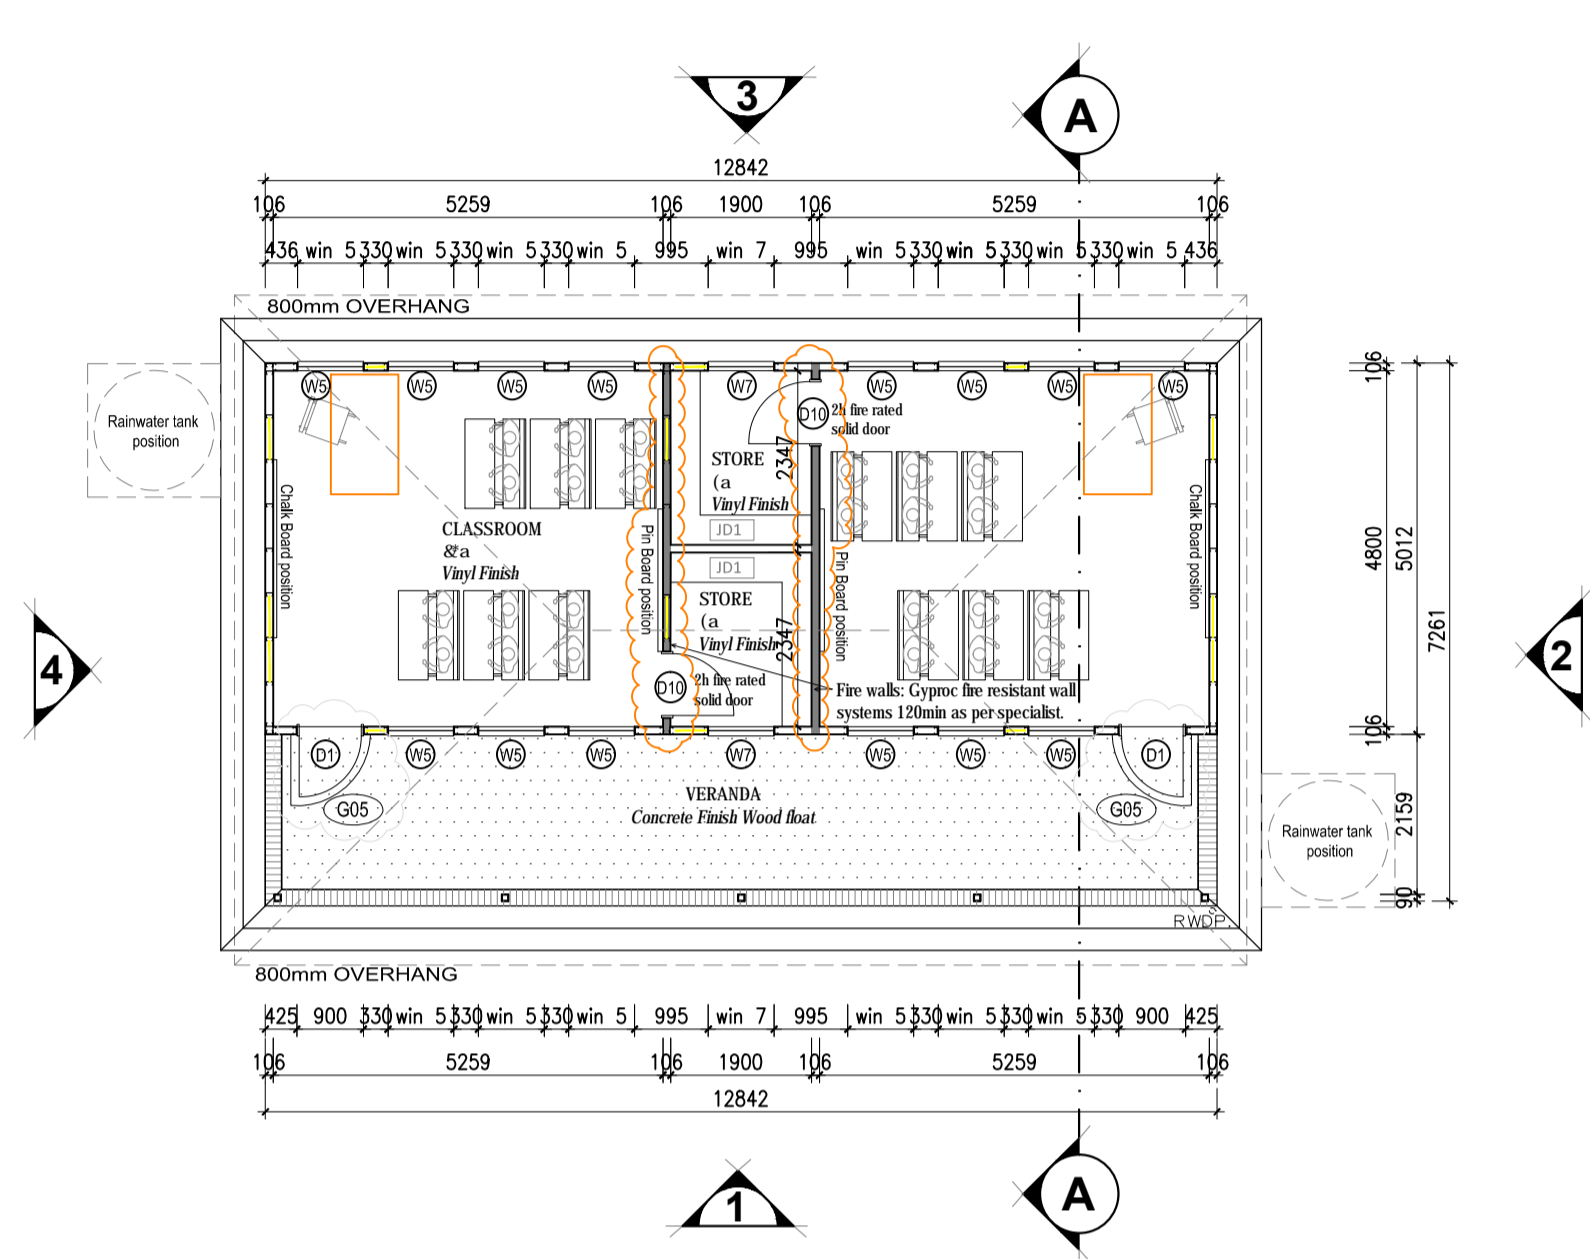 3
A
12842
106 5259 106 1900 106 5259 106
436 win 5 330 win 5 330 win 5 330 win 5 995 win 7 995 win 5 330 win 5 330 win 5 330 win 5 436
800mm OVERHANG
W5 W5 W5 W5 W7 W5 W5 W5 W5
Rainwater tank
position
D10 2h fire rated
solid door
STORE
(a
Vinyl Finish
2347
JD1
Chalk Board position
CLASSROOM
&a
Vinyl Finish
Pin Board position
Pin Board position
Chalk Board position
JD1
STORE
(a
Vinyl Finish
2347
D10 2h fire rated
solid door
Fire walls: Gyproc fire resistant wall
systems 120min as per specialist.
106
4800
5012
7261
106
2159
90
4
2
D1 W5 W5 W5 W7 W5 W5 W5 D1
G05 G05
VERANDA
Concrete Finish Wood float
Rainwater tank
position
RWDP
800mm OVERHANG
425 900 330 win 5 330 win 5 330 win 5 995 win 7 995 win 5 330 win 5 330 win 5 330 900 425
106 5259 106 1900 106 5259 106
12842
1
A